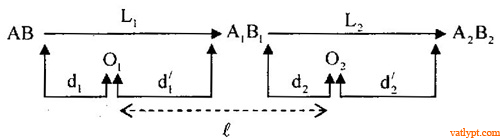 AB L₁ A₁B₁ L₂ A₂B₂
O₁ O₂
d₁ d₁′ d₂ d₂′
ℓ
vatlypt.com